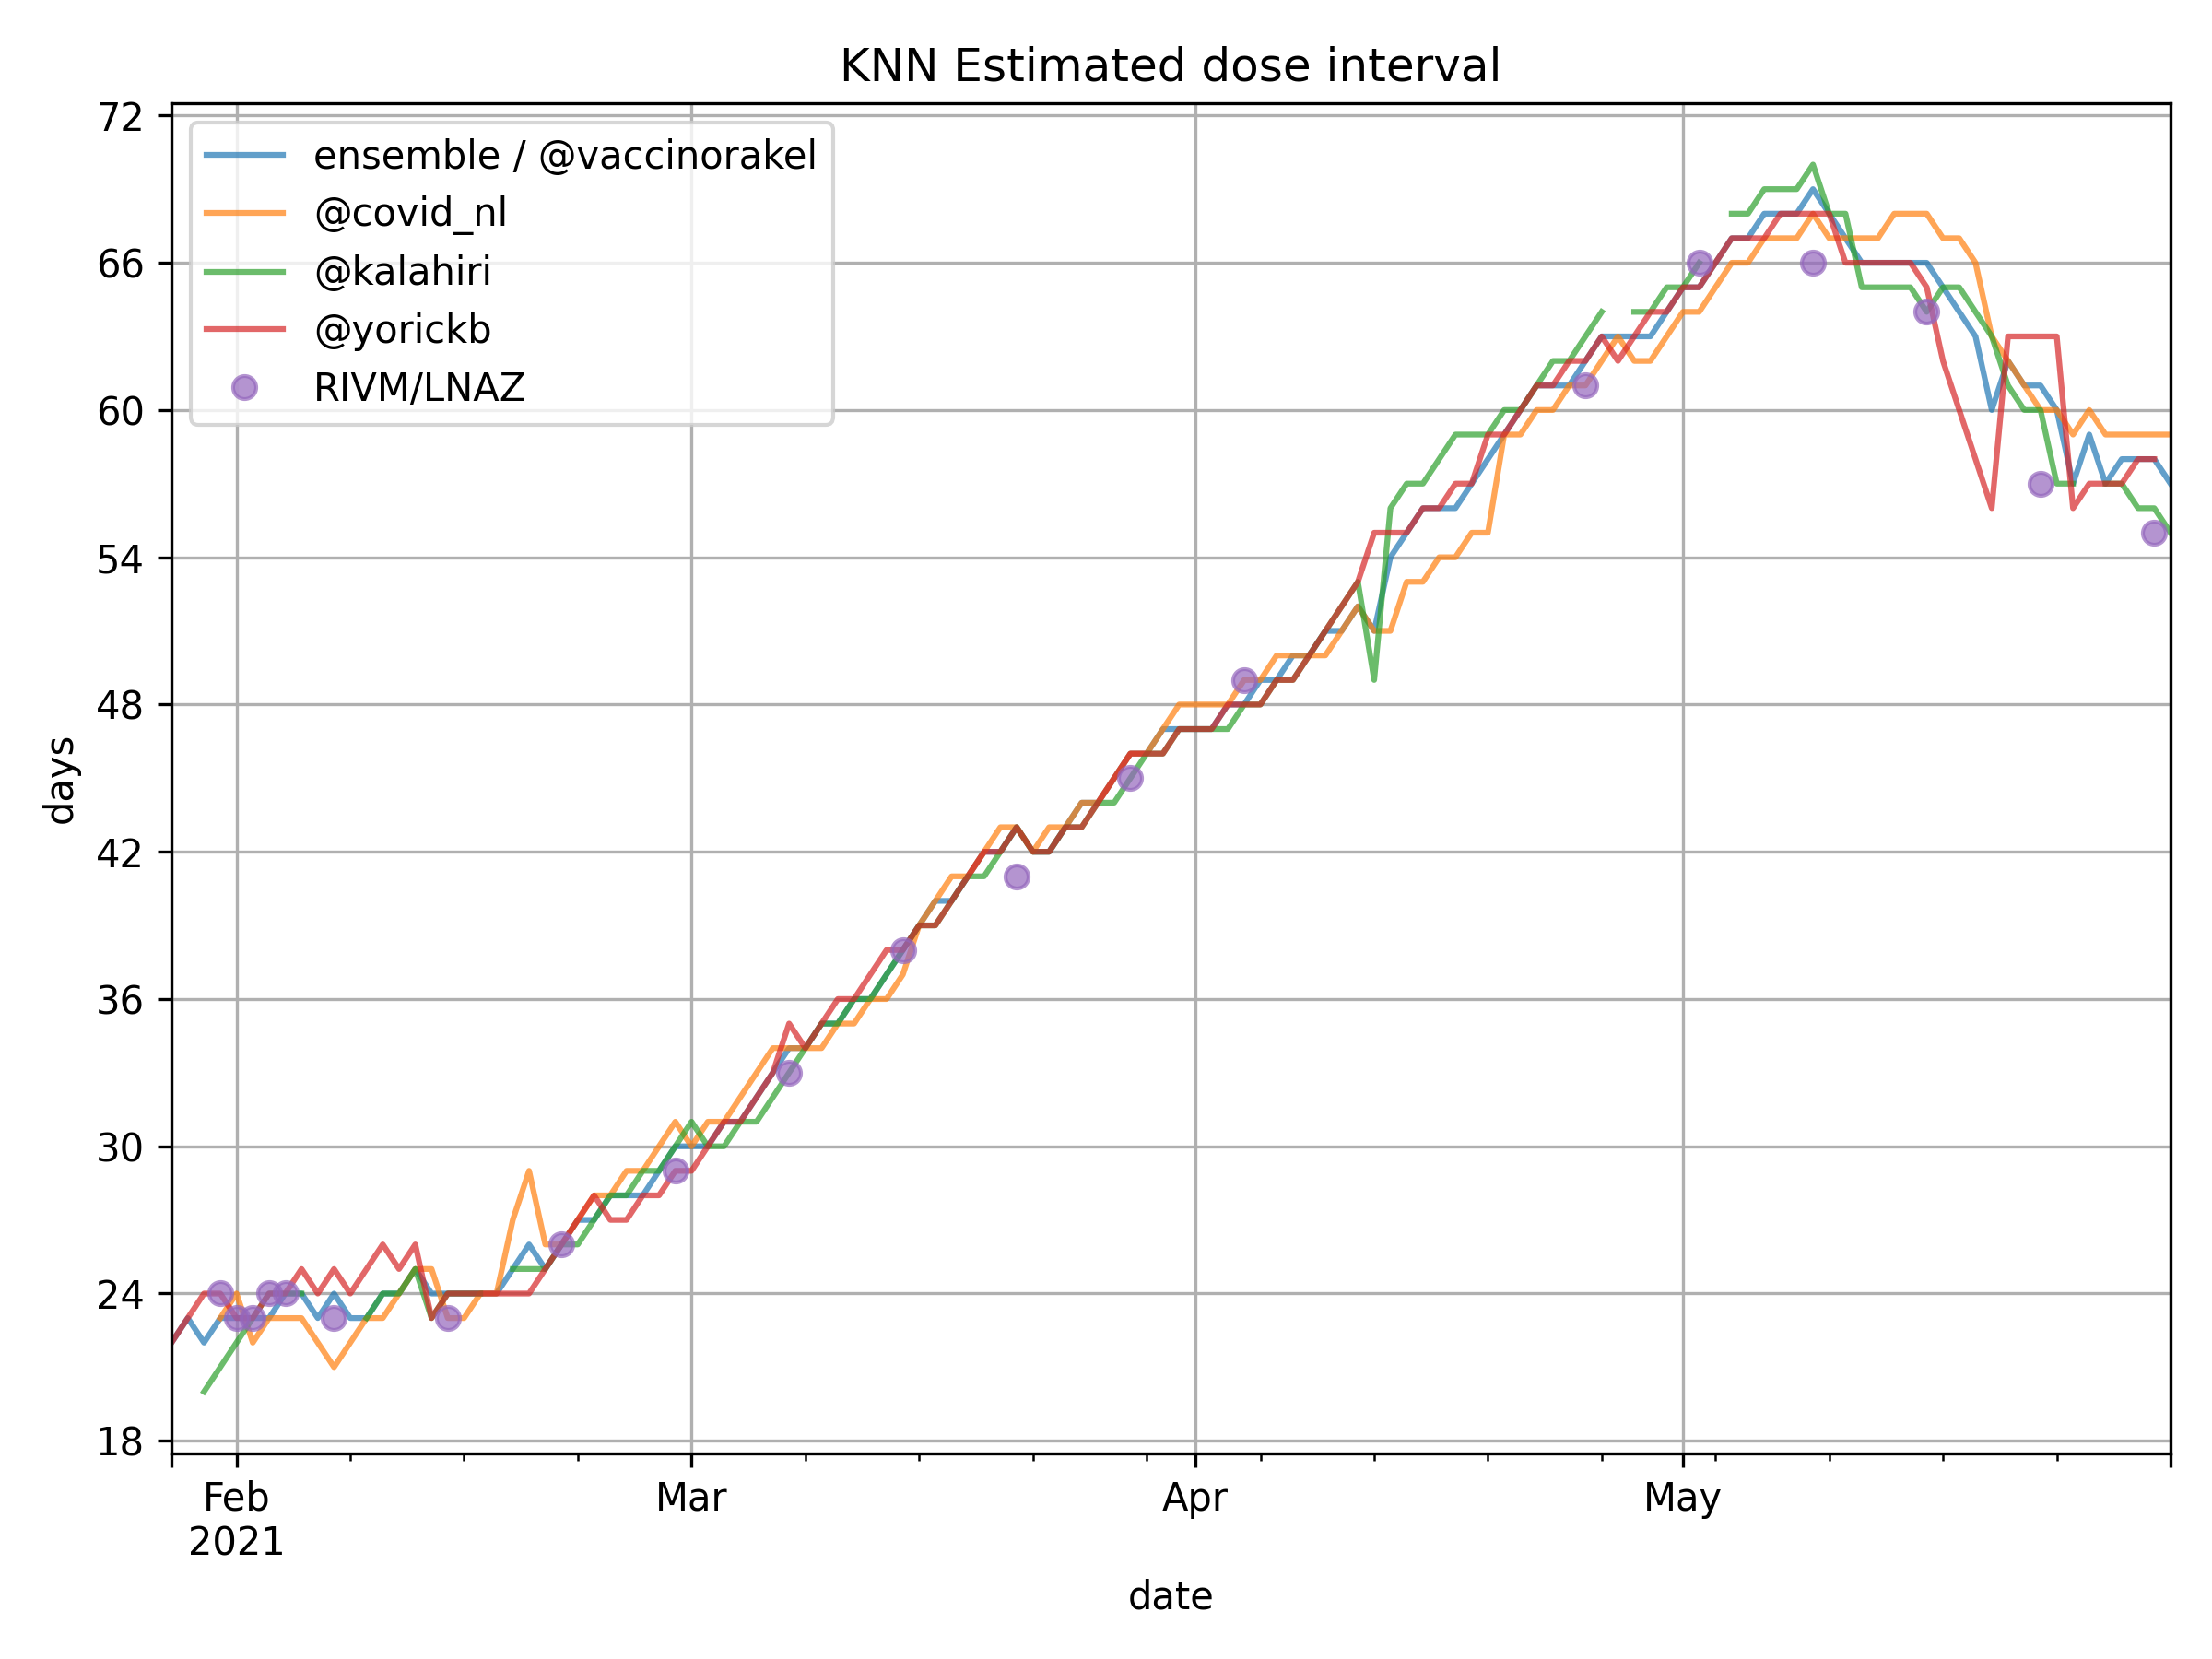 KNN Estimated dose interval
72
66
60
54
48
42
36
30
24
18
days
ensemble / @vaccinorakel
@covid_nl
@kalahiri
@yorickb
RIVM/LNAZ
Feb Mar Apr May
2021
date